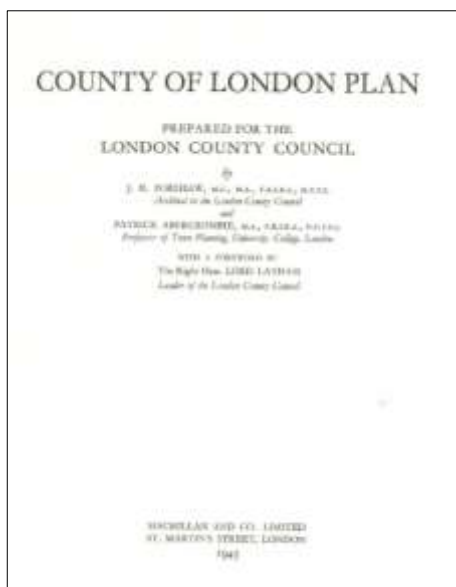 COUNTY OF LONDON PLAN
PREPARED FOR THE
LONDON COUNTY COUNCIL
by
J. H. FORSHAW, M.C., M.A., F.R.I.B.A., M.T.P.I.
Architect to the London County Council
and
PATRICK ABERCROMBIE, M.A., F.R.I.B.A.,
Professor of Town Planning, University College, London
WITH A FOREWORD BY
The Right Hon. LORD LATHAM
Leader of the London County Council
MACMILLAN AND CO. LIMITED
ST. MARTIN'S STREET, LONDON
1943